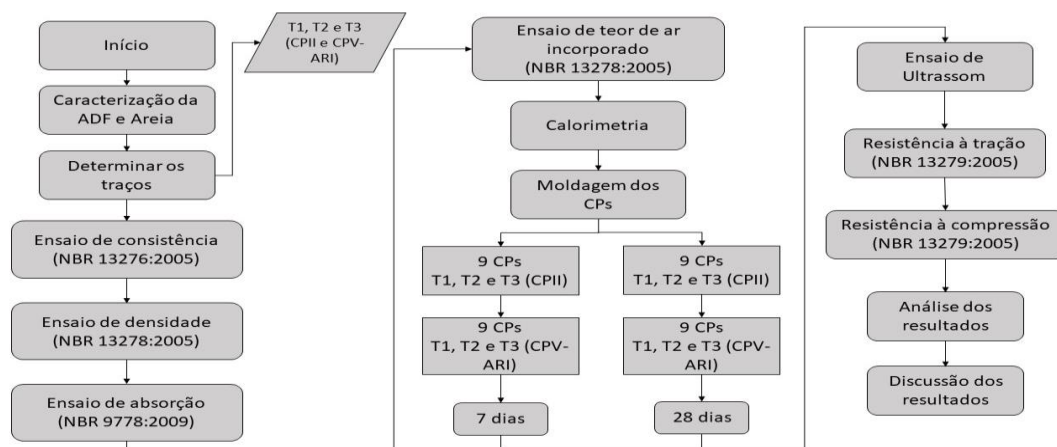 Início
Caracterização da
ADF e Areia
Determinar os
traços
T1, T2 e T3
(CPII e CPV-
ARI)
Ensaio de consistência
(NBR 13276:2005)
Ensaio de densidade
(NBR 13278:2005)
Ensaio de absorção
(NBR 9778:2009)
Ensaio de teor de ar
incorporado
(NBR 13278:2005)
Calorimetria
Moldagem dos
CPs
9 CPs
T1, T2 e T3 (CPII)
9 CPs
T1, T2 e T3 (CPV-
ARI)
7 dias
9 CPs
T1, T2 e T3 (CPII)
9 CPs
T1, T2 e T3 (CPV-
ARI)
28 dias
Ensaio de
Ultrassom
Resistência à tração
(NBR 13279:2005)
Resistência à compressão
(NBR 13279:2005)
Análise dos
resultados
Discussão dos
resultados